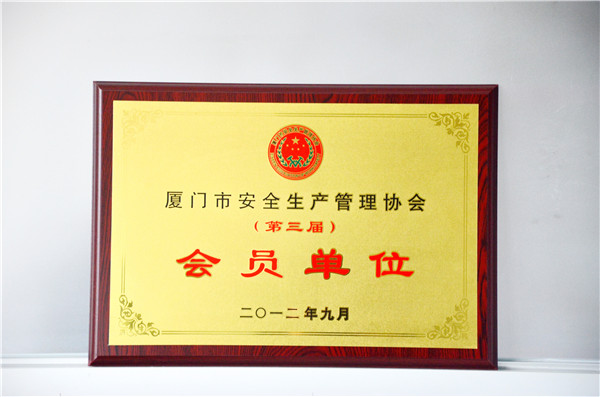 厦门市安全生产管理协会
（第三届）
会员单位
二〇一二年九月